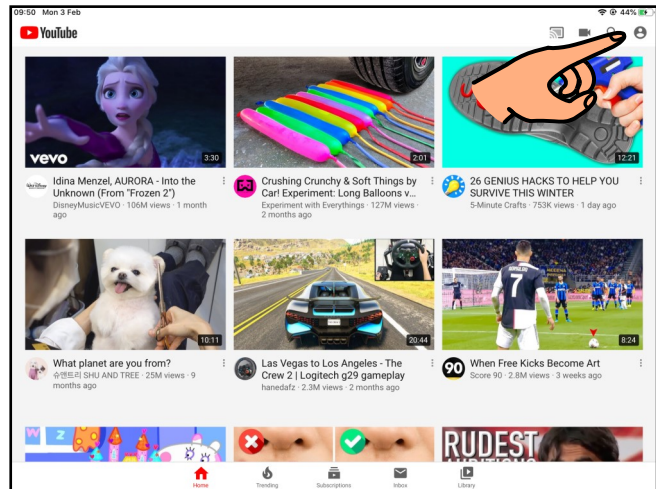 09:50 Mon 3 Feb
44%
YouTube
vevo
3:30
2:01
12:21
Idina Menzel, AURORA - Into the
Unknown (From "Frozen 2")
DisneyMusicVEVO · 106M views · 1 month
ago
Crushing Crunchy & Soft Things by
Car! Experiment: Long Balloons v...
Experiment with Everythings · 127M views ·
2 months ago
26 GENIUS HACKS TO HELP YOU
SURVIVE THIS WINTER
5-Minute Crafts · 753K views · 1 day ago
10:11
20:44
RONALDO
7
8:24
What planet are you from?
슈앤트리 SHU AND TREE · 25M views · 9
months ago
Las Vegas to Los Angeles - The
Crew 2 | Logitech g29 gameplay
hanedafz · 2.3M views · 2 months ago
90
When Free Kicks Become Art
Score 90 · 2.8M views · 3 weeks ago
W Z
RUDEST
Home
Trending
Subscriptions
Inbox
Library